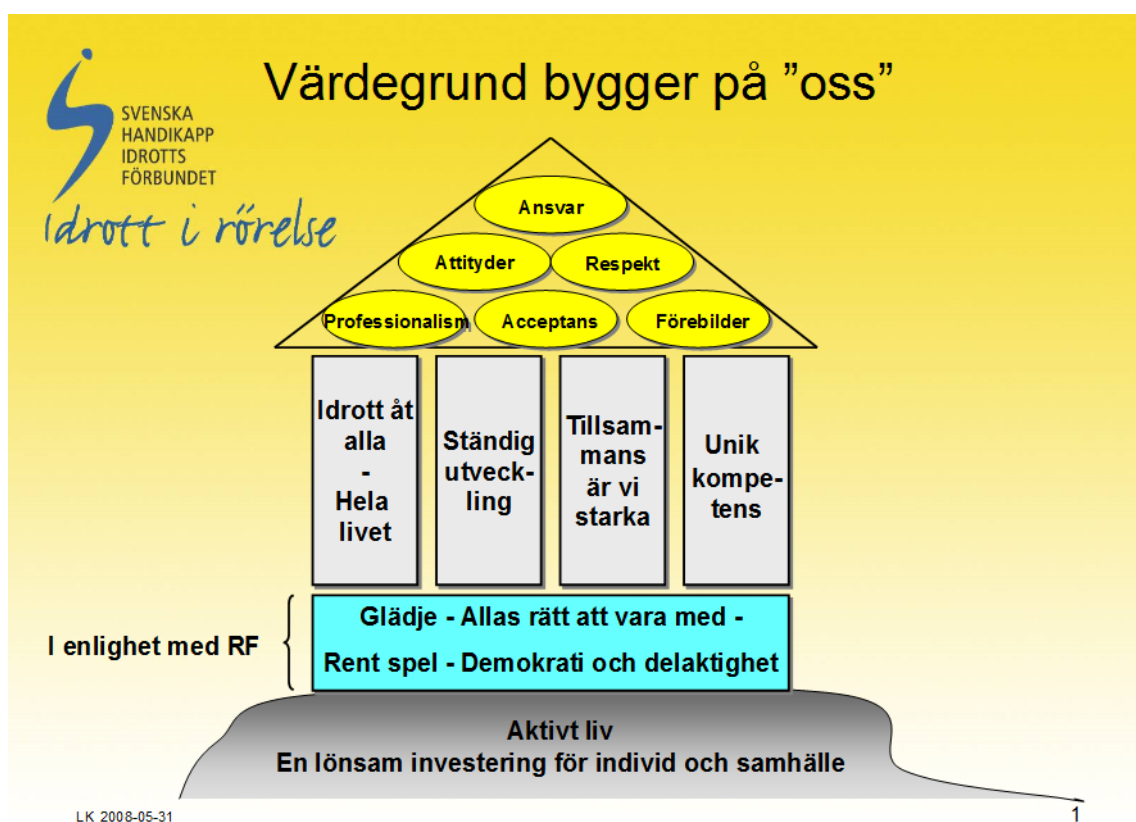 Värdegrund bygger på ”oss”
SVENSKA
HANDIKAPP
IDROTTS
FÖRBUNDET
Idrott i rörelse
Ansvar
Attityder
Respekt
Professionalism
Acceptans
Förebilder
Idrott åt
alla
-
Hela
livet
Ständig
utveck-
ling
Tillsam-
mans
är vi
starka
Unik
kompe-
tens
I enlighet med RF
Glädje - Allas rätt att vara med -
Rent spel - Demokrati och delaktighet
Aktivt liv
En lönsam investering för individ och samhälle
LK 2008-05-31
1